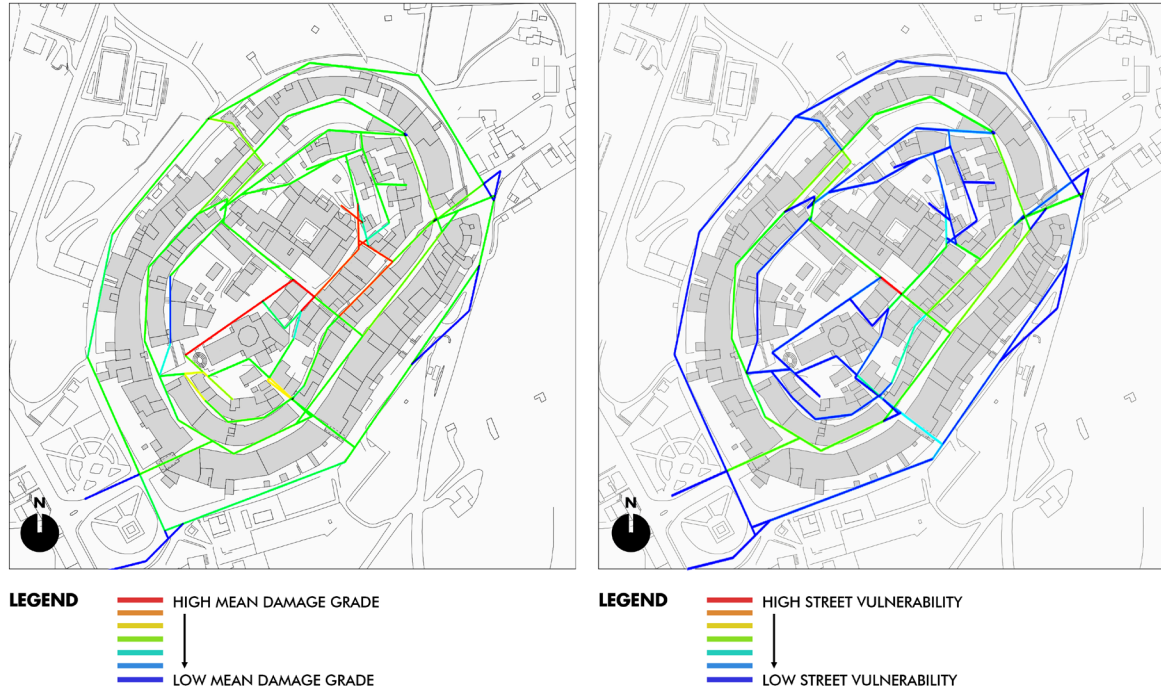 N
N
LEGEND
HIGH MEAN DAMAGE GRADE
LOW MEAN DAMAGE GRADE
LEGEND
HIGH STREET VULNERABILITY
LOW STREET VULNERABILITY